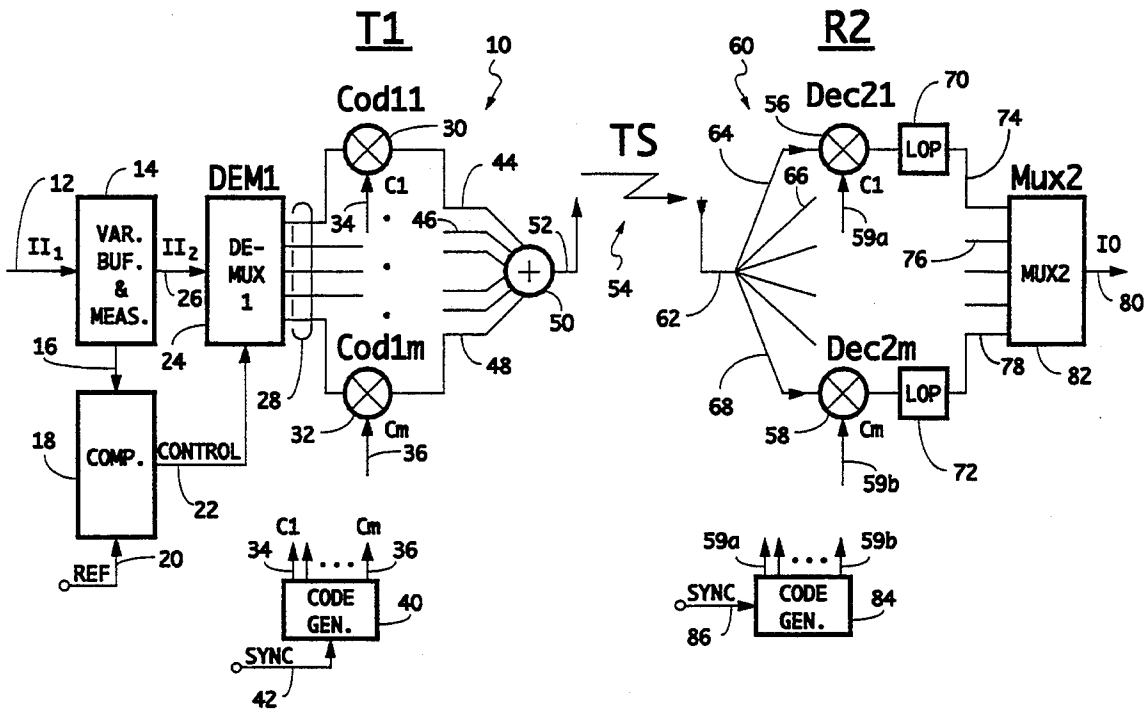 T1
R2
10
60
Cod11
Dec21
70
30
56
TS
LOP
74
14
DEM1
44
64
66
Mux2
12
C1
C1
34
46
52
59a
VAR.
BUF.
&
MEAS.
II1
II2
DE-
MUX
1
+
76
MUX2
IO
26
54
50
62
80
16
24
Cod1m
48
Dec2m
78
82
28
68
LOP
18
COMP.
CONTROL
32
Cm
58
Cm
22
36
72
59b
C1
Cm
59a
59b
20
34
36
REF
CODE
GEN.
40
SYNC
CODE
GEN.
84
86
SYNC
42